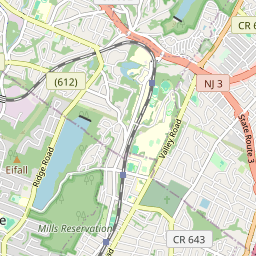 CR 6
(612)
NJ 3
State Route 3
Valley Road
Ridge Road
Eifall
e
Mills Reservation
CR 643